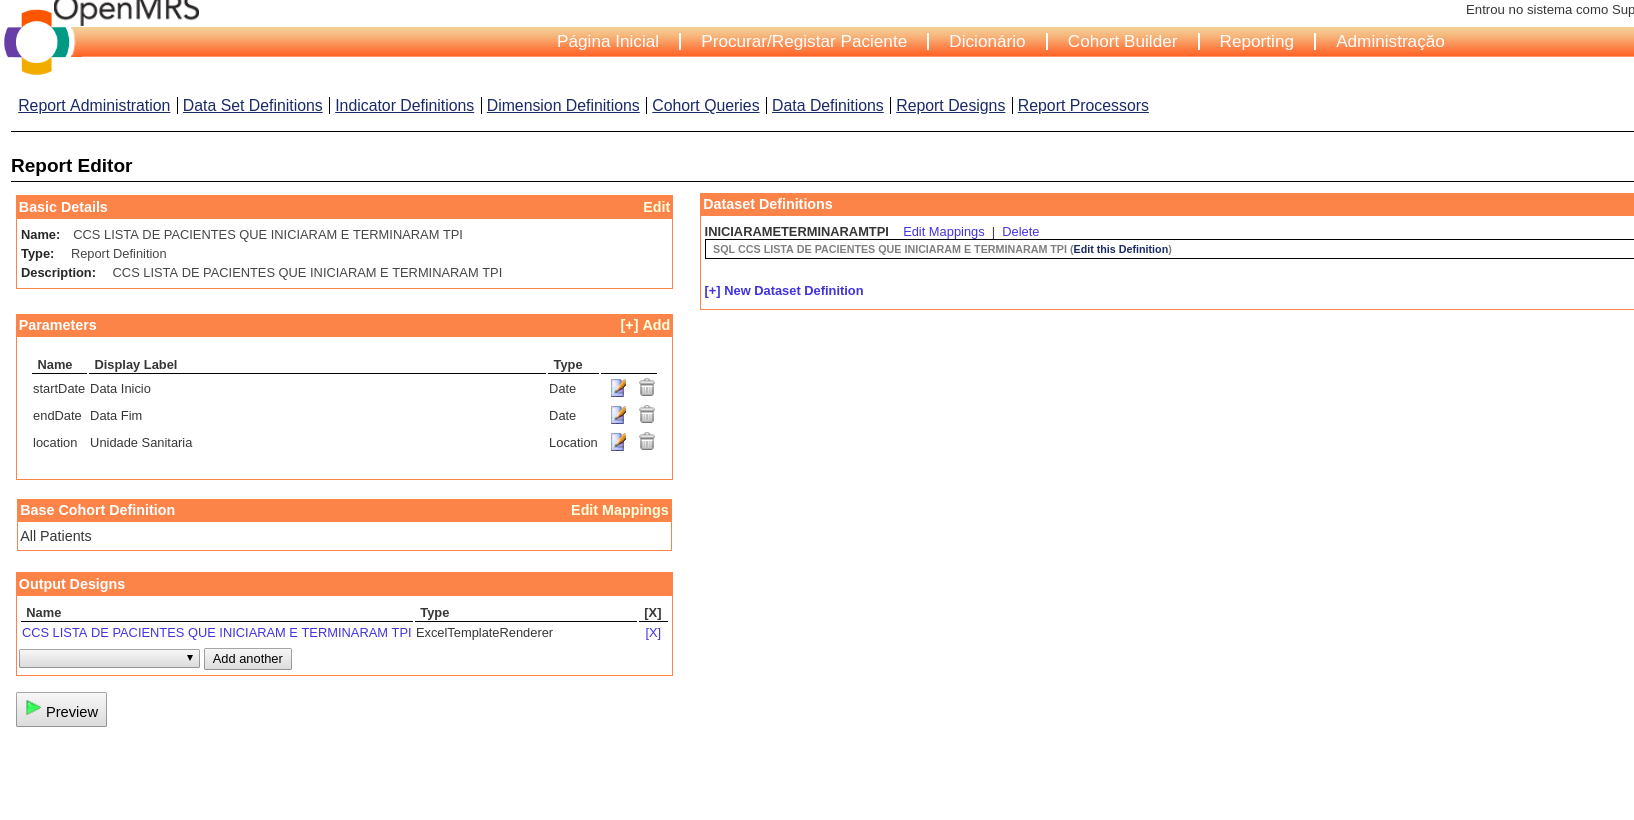 OpenMRS
Entrou no sistema como Sup
Página Inicial | Procurar/Registar Paciente | Dicionário | Cohort Builder | Reporting | Administração
Report Administration | Data Set Definitions | Indicator Definitions | Dimension Definitions | Cohort Queries | Data Definitions | Report Designs | Report Processors
Report Editor
Basic Details Edit
Name: CCS LISTA DE PACIENTES QUE INICIARAM E TERMINARAM TPI
Type: Report Definition
Description: CCS LISTA DE PACIENTES QUE INICIARAM E TERMINARAM TPI
Parameters [+] Add
Name Display Label Type
startDate Data Inicio Date
endDate Data Fim Date
location Unidade Sanitaria Location
Base Cohort Definition Edit Mappings
All Patients
Output Designs
Name Type [X]
CCS LISTA DE PACIENTES QUE INICIARAM E TERMINARAM TPI ExcelTemplateRenderer [X]
Add another
Preview
Dataset Definitions
INICIARAMETERMINARAMTPI Edit Mappings | Delete
SQL CCS LISTA DE PACIENTES QUE INICIARAM E TERMINARAM TPI (Edit this Definition)
[+] New Dataset Definition